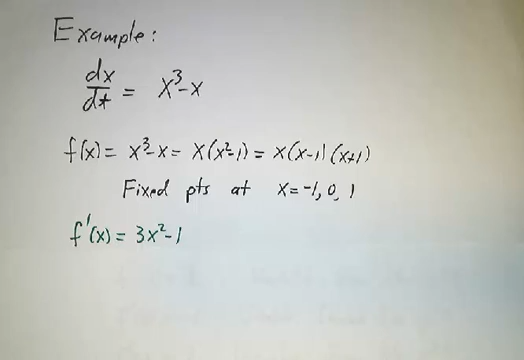 Example:
dx/dt = x³-x
f(x) = x³-x = x(x²-1) = x(x-1)(x+1)
Fixed pts at x=-1, 0, 1
f'(x) = 3x²-1